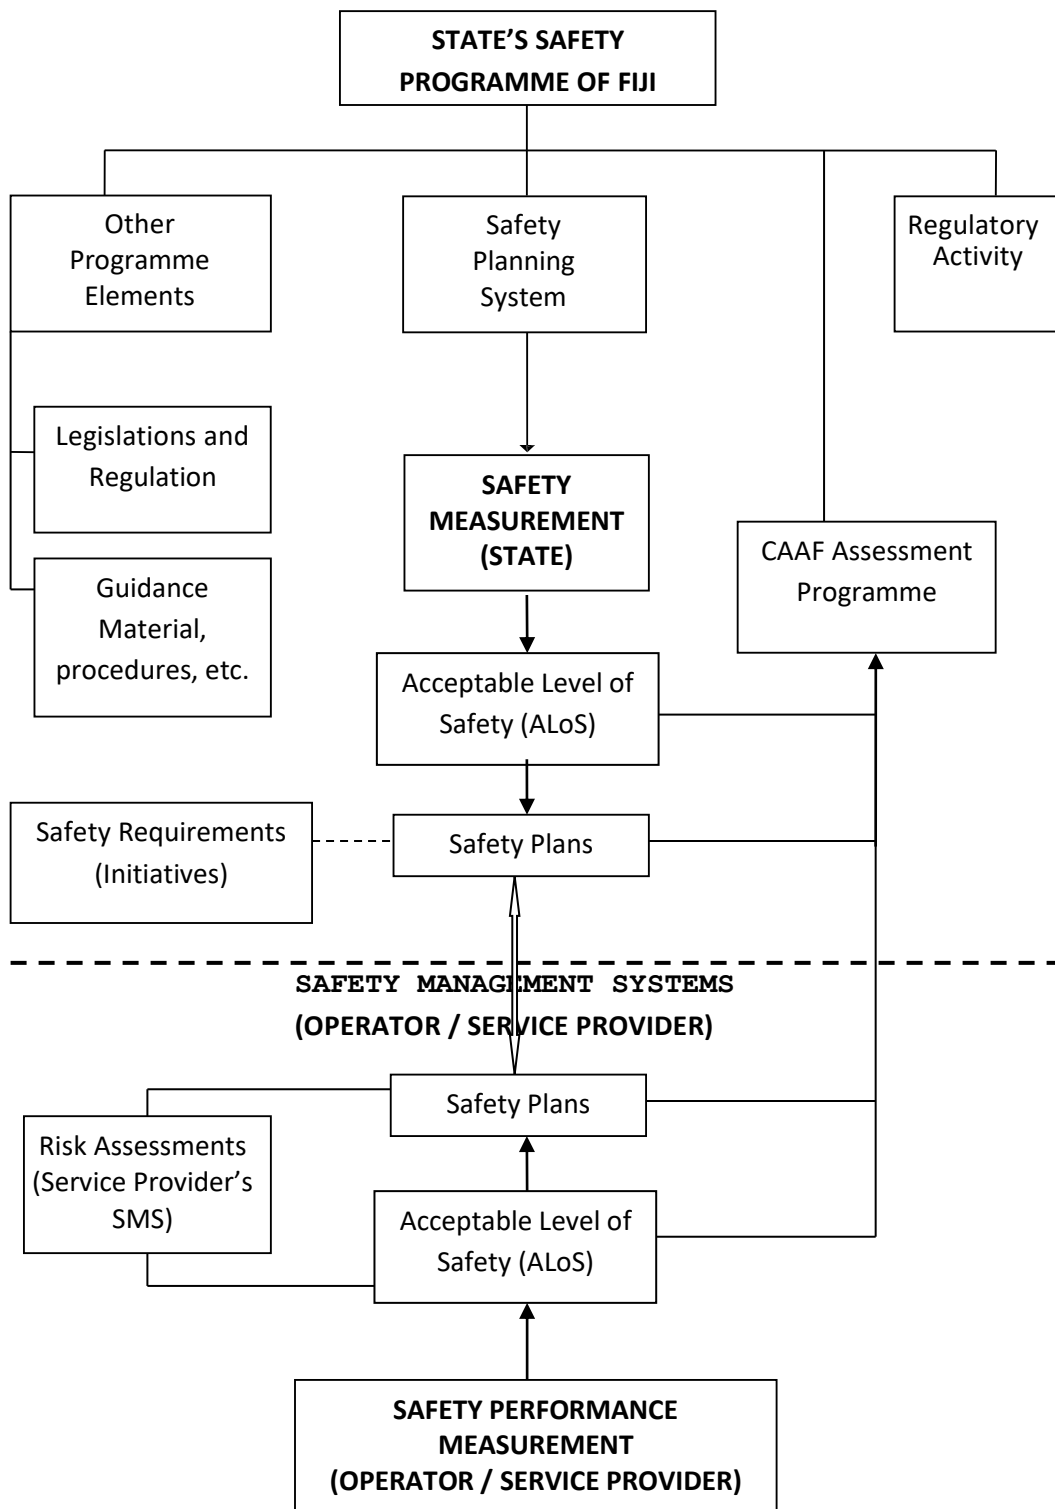 STATE’S SAFETY
PROGRAMME OF FIJI
Other
Programme
Elements
Safety
Planning
System
Regulatory
Activity
Legislations and
Regulation
SAFETY
MEASUREMENT
(STATE)
CAAF Assessment
Programme
Guidance
Material,
procedures, etc.
Acceptable Level of
Safety (ALoS)
Safety Requirements
(Initiatives)
Safety Plans
SAFETY MANAGEMENT SYSTEMS
(OPERATOR / SERVICE PROVIDER)
Safety Plans
Risk Assessments
(Service Provider’s
SMS)
Acceptable Level of
Safety (ALoS)
SAFETY PERFORMANCE
MEASUREMENT
(OPERATOR / SERVICE PROVIDER)